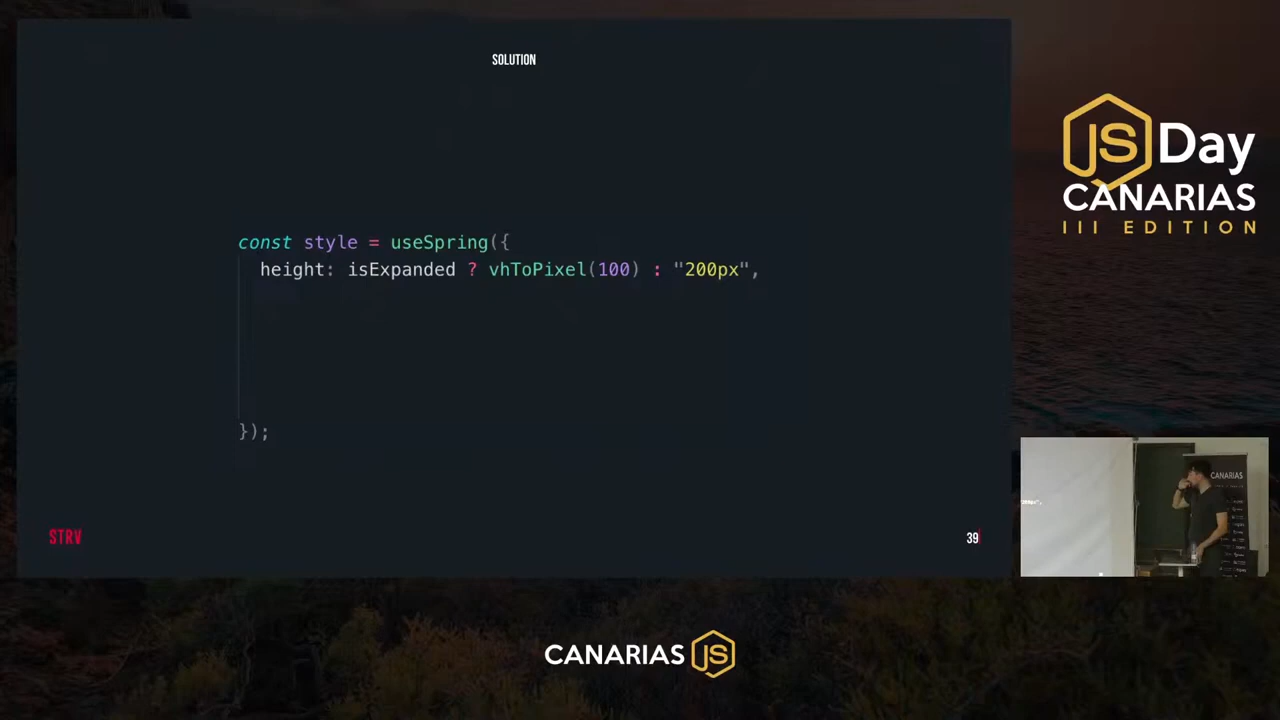 SOLUTION
const style = useSpring({
height: isExpanded ? vhToPixel(100) : "200px",
});
STRV
39
JS Day
CANARIAS
III EDITION
CANARIAS
CANARIAS JS